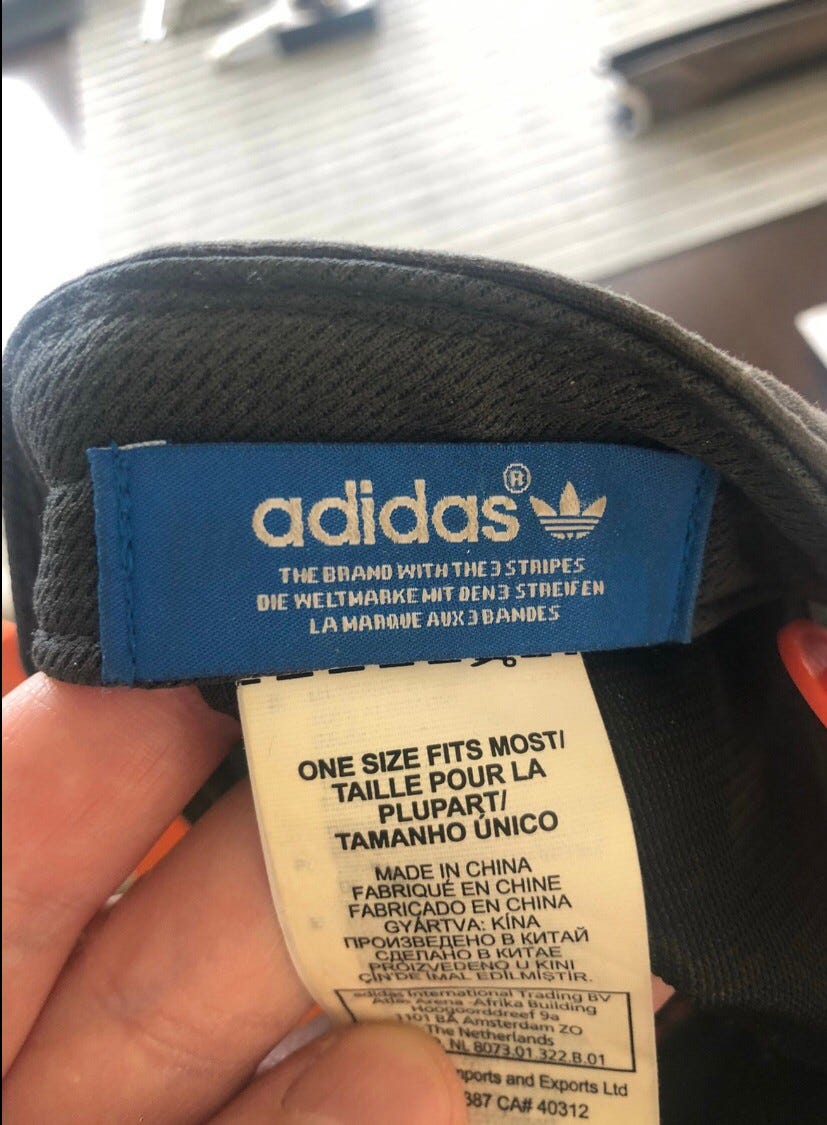 adidas®
THE BRAND WITH THE 3 STRIPES
DIE WELTMARKE MIT DEN 3 STREIFEN
LA MARQUE AUX 3 BANDES
ONE SIZE FITS MOST/
TAILLE POUR LA
PLUPART/
TAMANHO ÚNICO
MADE IN CHINA
FABRIQUÉ EN CHINE
FABRICADO EN CHINA
GYÁRTVA: KÍNA
ПРОИЗВЕДЕНО В КИТАЙ
СДЕЛАНО В КИТАЕ
PROIZVEDENO U KINI
ÇİN'DE İMAL EDİLMİŞTİR.
adidas International Trading BV
Atlas Arena Afrika Building
Hoogoorddreef 9a
1101 BA Amsterdam ZO
The Netherlands
NL 8073.01.322.B.01
and Exports Ltd
387 CA# 40312